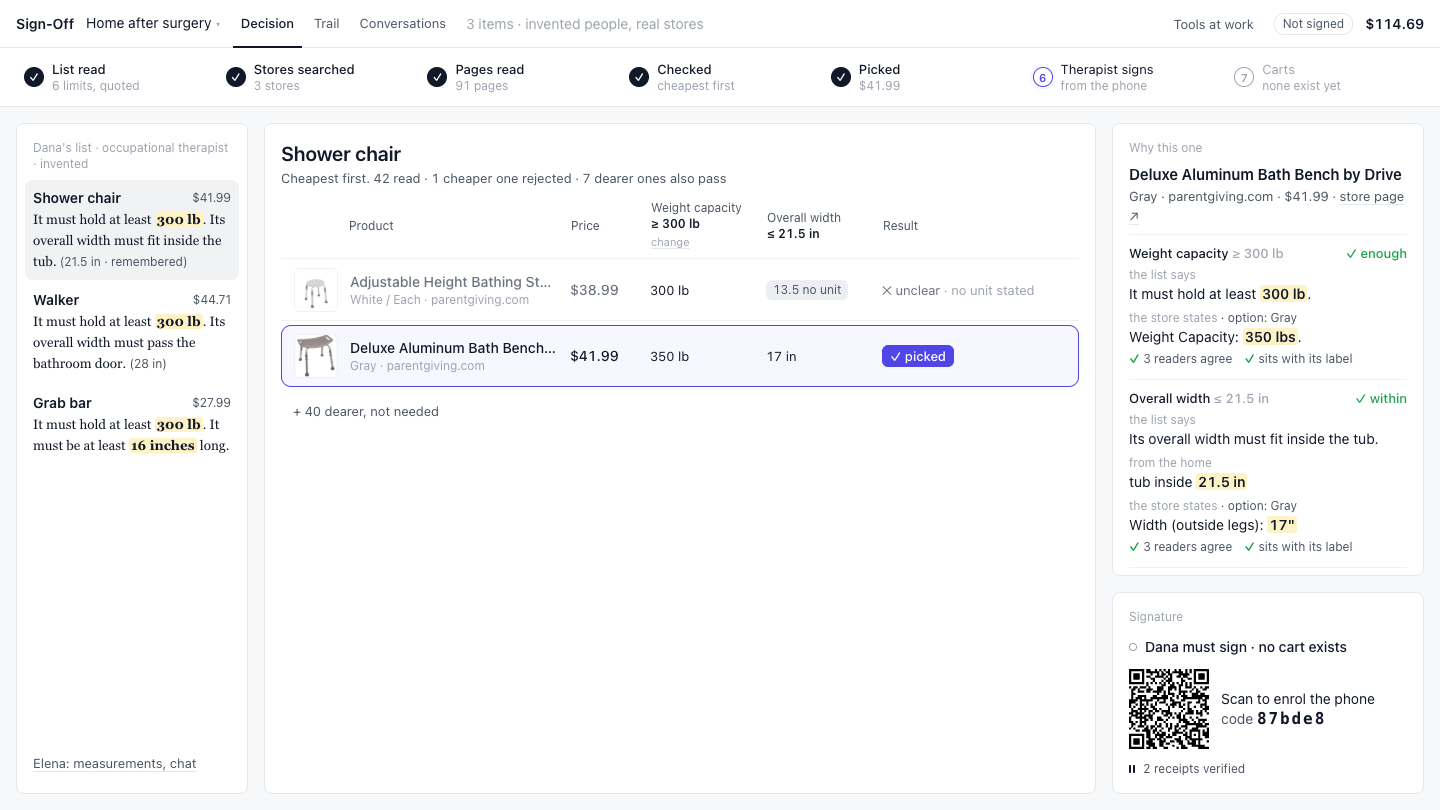 Sign-Off Home after surgery Decision Trail Conversations 3 items · invented people, real stores Tools at work Not signed $114.69
List read
6 limits, quoted
Stores searched
3 stores
Pages read
91 pages
Checked
cheapest first
Picked
$41.99
6 Therapist signs
from the phone
7 Carts
none exist yet
Dana's list · occupational therapist
· invented
Shower chair $41.99
It must hold at least 300 lb. Its
overall width must fit inside the
tub. (21.5 in · remembered)
Walker $44.71
It must hold at least 300 lb. Its
overall width must pass the
bathroom door. (28 in)
Grab bar $27.99
It must hold at least 300 lb. It
must be at least 16 inches long.
Elena: measurements, chat
Shower chair
Cheapest first. 42 read · 1 cheaper one rejected · 7 dearer ones also pass
Product Price Weight capacity ≥ 300 lb change Overall width ≤ 21.5 in Result
Adjustable Height Bathing St... $38.99 300 lb 13.5 no unit ✕ unclear · no unit stated
White / Each · parentgiving.com
Deluxe Aluminum Bath Bench... $41.99 350 lb 17 in ✓ picked
Gray · parentgiving.com
+ 40 dearer, not needed
Why this one
Deluxe Aluminum Bath Bench by Drive
Gray · parentgiving.com · $41.99 · store page
↗
Weight capacity ≥ 300 lb ✓ enough
the list says
It must hold at least 300 lb.
the store states · option: Gray
Weight Capacity: 350 lbs.
✓ 3 readers agree ✓ sits with its label
Overall width ≤ 21.5 in ✓ within
the list says
Its overall width must fit inside the tub.
from the home
tub inside 21.5 in
the store states · option: Gray
Width (outside legs): 17"
✓ 3 readers agree ✓ sits with its label
Signature
Dana must sign · no cart exists
Scan to enrol the phone
code 87bde8
2 receipts verified